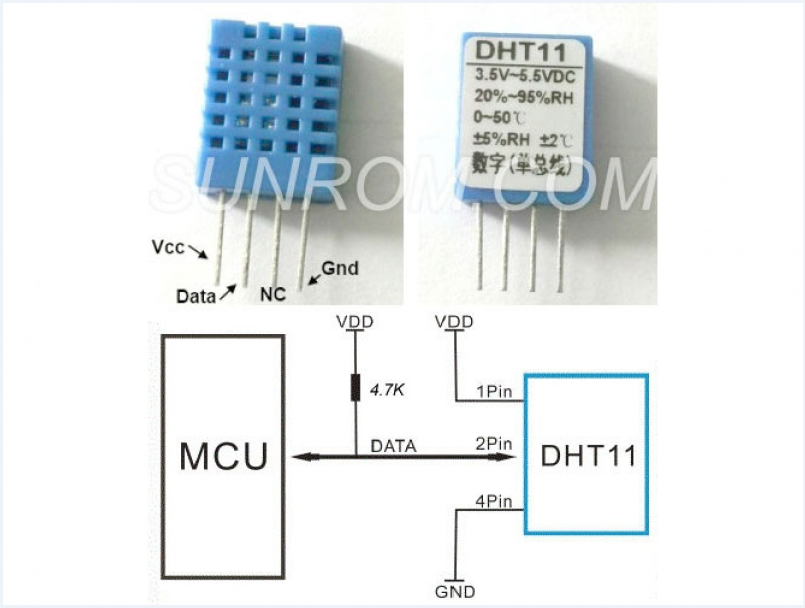 DHT11
3.5V~5.5VDC
20%~95%RH
0~50℃
±5%RH ±2℃
数字(单总线)
SUNROM.COM
Vcc
Data
NC
Gnd
VDD
VDD
4.7K
1Pin
MCU
DATA
2Pin
DHT11
4Pin
GND